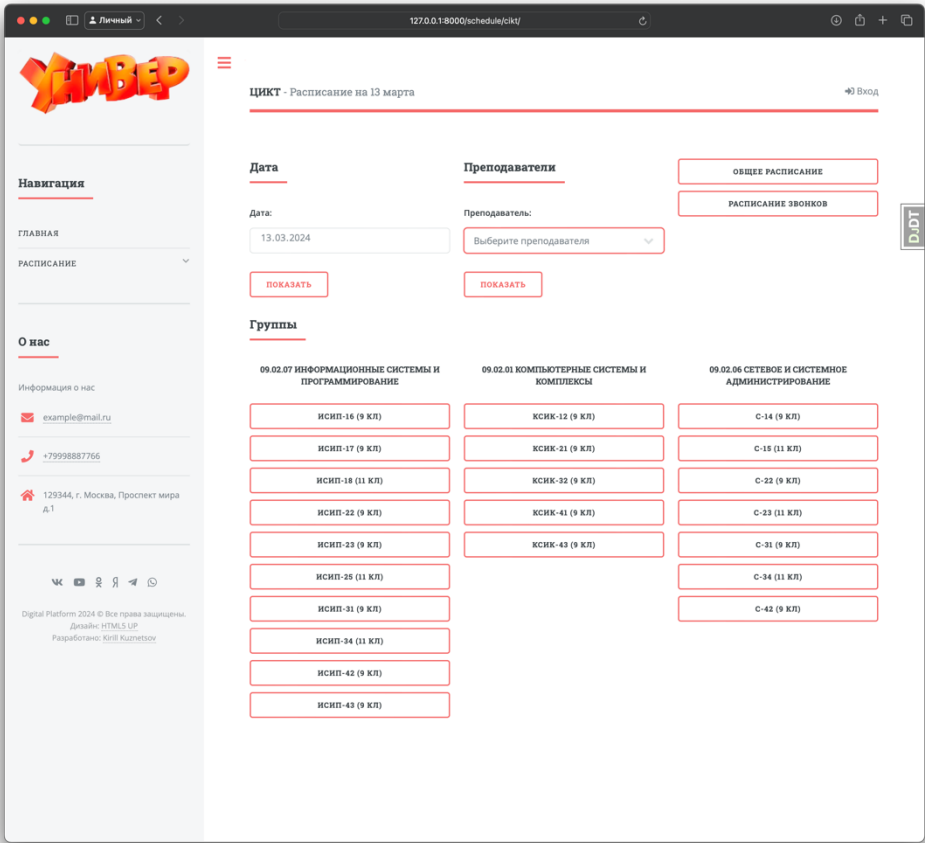 Личный
127.0.0.1:8000/schedule/cikt/
УНИВЕР
ЦИКТ - Расписание на 13 марта
Вход
Навигация
ГЛАВНАЯ
РАСПИСАНИЕ
О нас
Информация о нас
example@mail.ru
+79998887766
129344, г. Москва, Проспект мира
д.1
Digital Platform 2024 © Все права защищены.
Дизайн: HTML5 UP
Разработано: Kirill Kuznetsov
Дата
Дата:
13.03.2024
ПОКАЗАТЬ
Преподаватели
Преподаватель:
Выберите преподавателя
ПОКАЗАТЬ
ОБЩЕЕ РАСПИСАНИЕ
РАСПИСАНИЕ ЗВОНКОВ
DJDT
Группы
09.02.07 ИНФОРМАЦИОННЫЕ СИСТЕМЫ И
ПРОГРАММИРОВАНИЕ
ИСИП-16 (9 КЛ)
ИСИП-17 (9 КЛ)
ИСИП-18 (11 КЛ)
ИСИП-22 (9 КЛ)
ИСИП-23 (9 КЛ)
ИСИП-25 (11 КЛ)
ИСИП-31 (9 КЛ)
ИСИП-34 (11 КЛ)
ИСИП-42 (9 КЛ)
ИСИП-43 (9 КЛ)
09.02.01 КОМПЬЮТЕРНЫЕ СИСТЕМЫ И
КОМПЛЕКСЫ
КСИК-12 (9 КЛ)
КСИК-21 (9 КЛ)
КСИК-32 (9 КЛ)
КСИК-41 (9 КЛ)
КСИК-43 (9 КЛ)
09.02.06 СЕТЕВОЕ И СИСТЕМНОЕ
АДМИНИСТРИРОВАНИЕ
С-14 (9 КЛ)
С-15 (11 КЛ)
С-22 (9 КЛ)
С-23 (11 КЛ)
С-31 (9 КЛ)
С-34 (11 КЛ)
С-42 (9 КЛ)